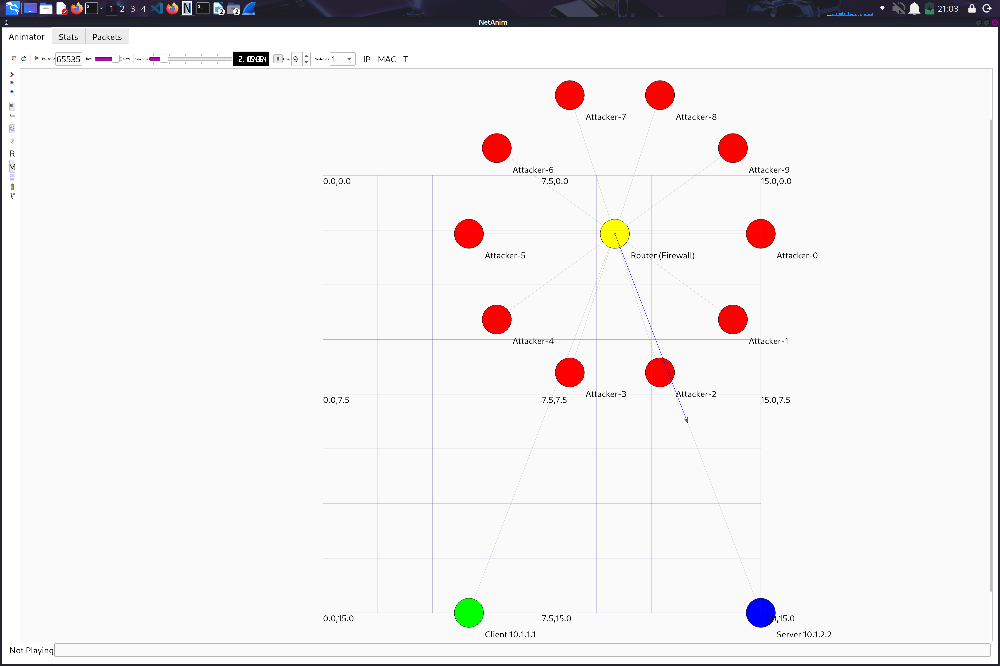 1 2 3 4 N $- 2 2 21:03
N NetAnim
Animator Stats Packets
Pause At 65535 fast slow Sim time 2.1054364 # Lines 9 Node Size 1 IP MAC T
R
M
Attacker-7
Attacker-8
Attacker-6
Attacker-9
0.0,0.0
7.5,0.0
15.0,0.0
Attacker-5
Router (Firewall)
Attacker-0
Attacker-4
Attacker-1
Attacker-3
Attacker-2
0.0,7.5
7.5,7.5
15.0,7.5
0.0,15.0
7.5,15.0
15.0,15.0
Client 10.1.1.1
Server 10.1.2.2
Not Playing